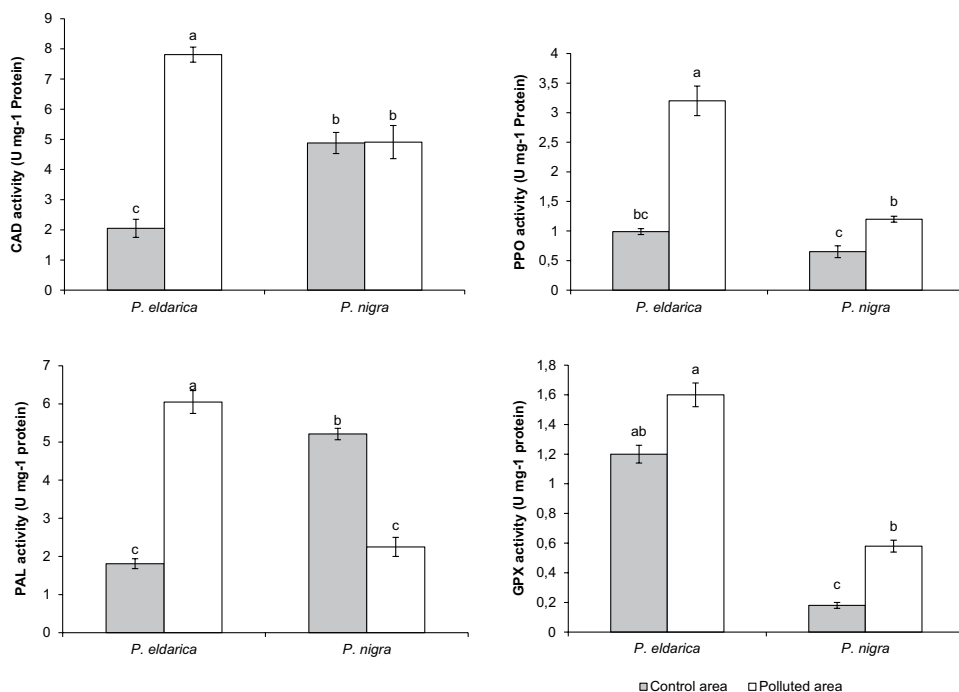 CAD activity (U mg-1 Protein)
9
8
7
6
5
4
3
2
1
0
a
b
b
c
P. eldarica
P. nigra
PPO activity (U mg-1 Protein)
4
3,5
3
2,5
2
1,5
1
0,5
0
a
bc
c
b
P. eldarica
P. nigra
PAL activity (U mg-1 protein)
7
6
5
4
3
2
1
0
a
b
c
c
P. eldarica
P. nigra
GPX activity (U mg-1 protein)
1,8
1,6
1,4
1,2
1
0,8
0,6
0,4
0,2
0
a
ab
b
c
P. eldarica
P. nigra
Control area
Polluted area